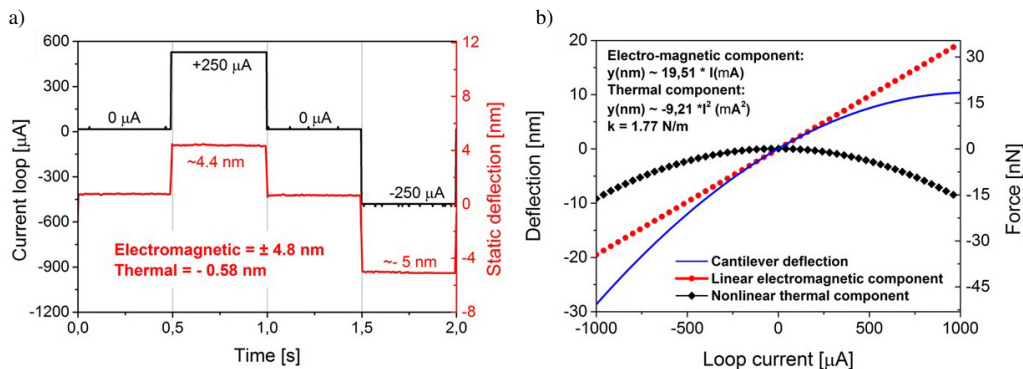 a)
600
300
0
-300
-600
-900
-1200
Current loop [µA]
0 µA
+250 µA
0 µA
-250 µA
~4.4 nm
~- 5 nm
Electromagnetic = ± 4.8 nm
Thermal = - 0.58 nm
12
8
4
0
-4
-8
Static deflection [nm]
0,0
0,5
1,0
1,5
2,0
Time [s]
b)
20
10
0
-10
-20
-30
Deflection [nm]
Electro-magnetic component:
y(nm) ~ 19,51 * I(mA)
Thermal component:
y(nm) ~ -9,21 *I² (mA²)
k = 1.77 N/m
Cantilever deflection
Linear electromagnetic component
Nonlinear thermal component
30
15
0
-15
-30
-45
Force [nN]
-1000
-500
0
500
1000
Loop current [µA]